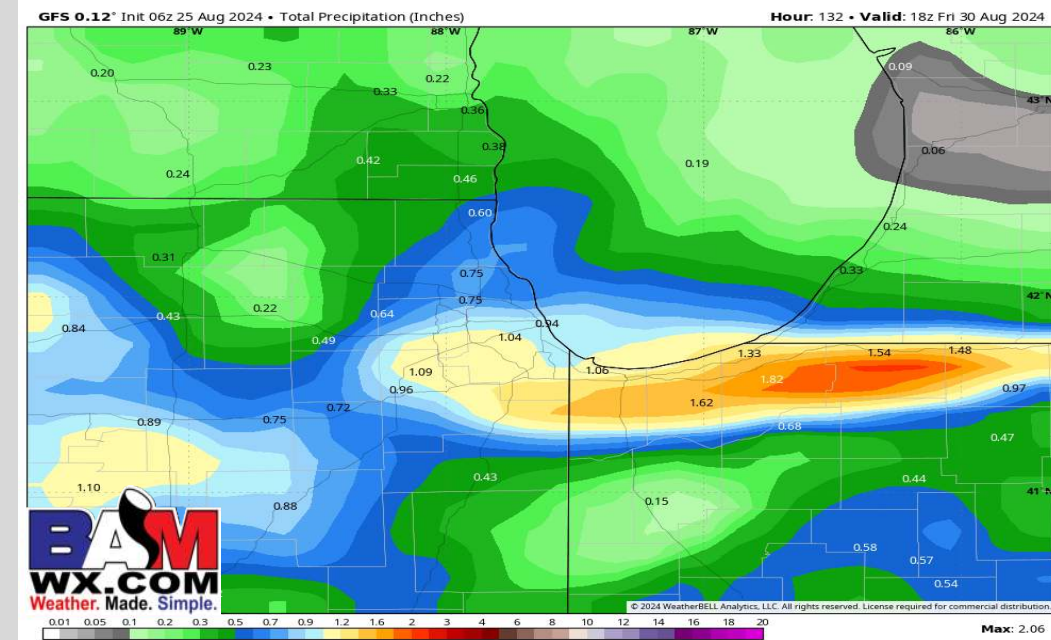 GFS 0.12° Init 06z 25 Aug 2024 • Total Precipitation (Inches) Hour: 132 • Valid: 18z Fri 30 Aug 2024
89°W 88°W 87°W 86°W
0.20 0.23 0.22 0.09
0.33
0.36 43°N
0.38
0.42 0.19 0.06
0.24 0.46
0.60
0.24
0.31
0.75 0.33
0.75 42°N
0.22
0.43 0.64
0.84 0.94
0.49 1.04
1.33 1.54 1.48
1.09 1.06
0.96 1.82 0.97
0.72 1.62
0.89 0.75 0.68
0.47
0.43 0.44
1.10 41°N
0.15
0.88
0.58
0.57
0.54
BAM
WX.COM
Weather. Made. Simple.
© 2024 WeatherBELL Analytics, LLC. All rights reserved. License required for commercial distribution.
0.01 0.05 0.1 0.2 0.3 0.5 0.7 0.9 1.2 1.6 2 3 4 6 8 10 12 14 16 18 20
Max: 2.06